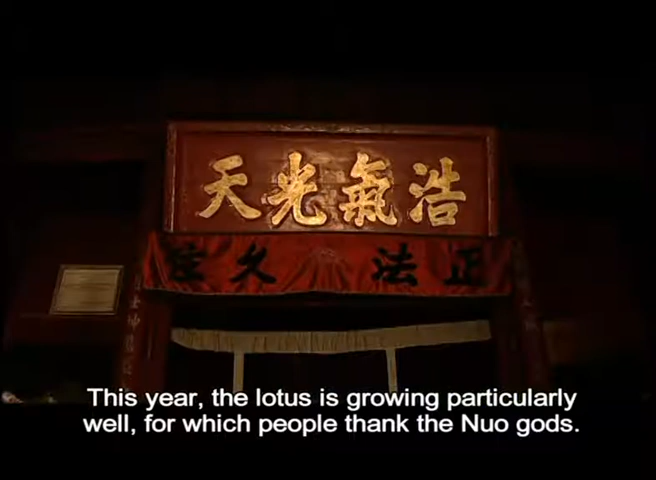 浩氣光天
正法久住
This year, the lotus is growing particularly
well, for which people thank the Nuo gods.